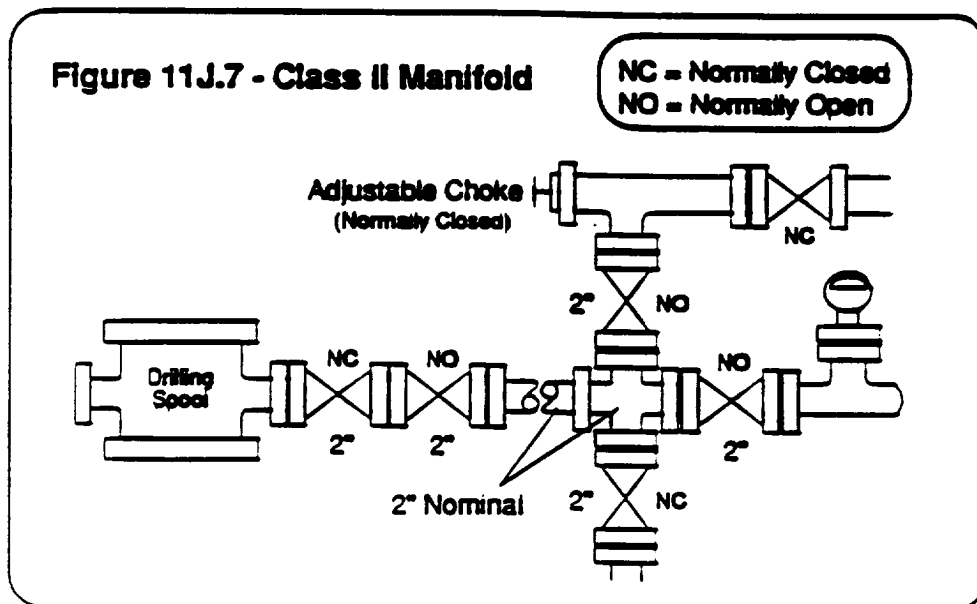 Figure 11J.7 - Class II Manifold
NC = Normally Closed
NO = Normally Open
Adjustable Choke
(Normally Closed)
NC
2" NO
NC NO
NO
Drilling
Spool
2" 2"
2"
2" Nominal
2" NC